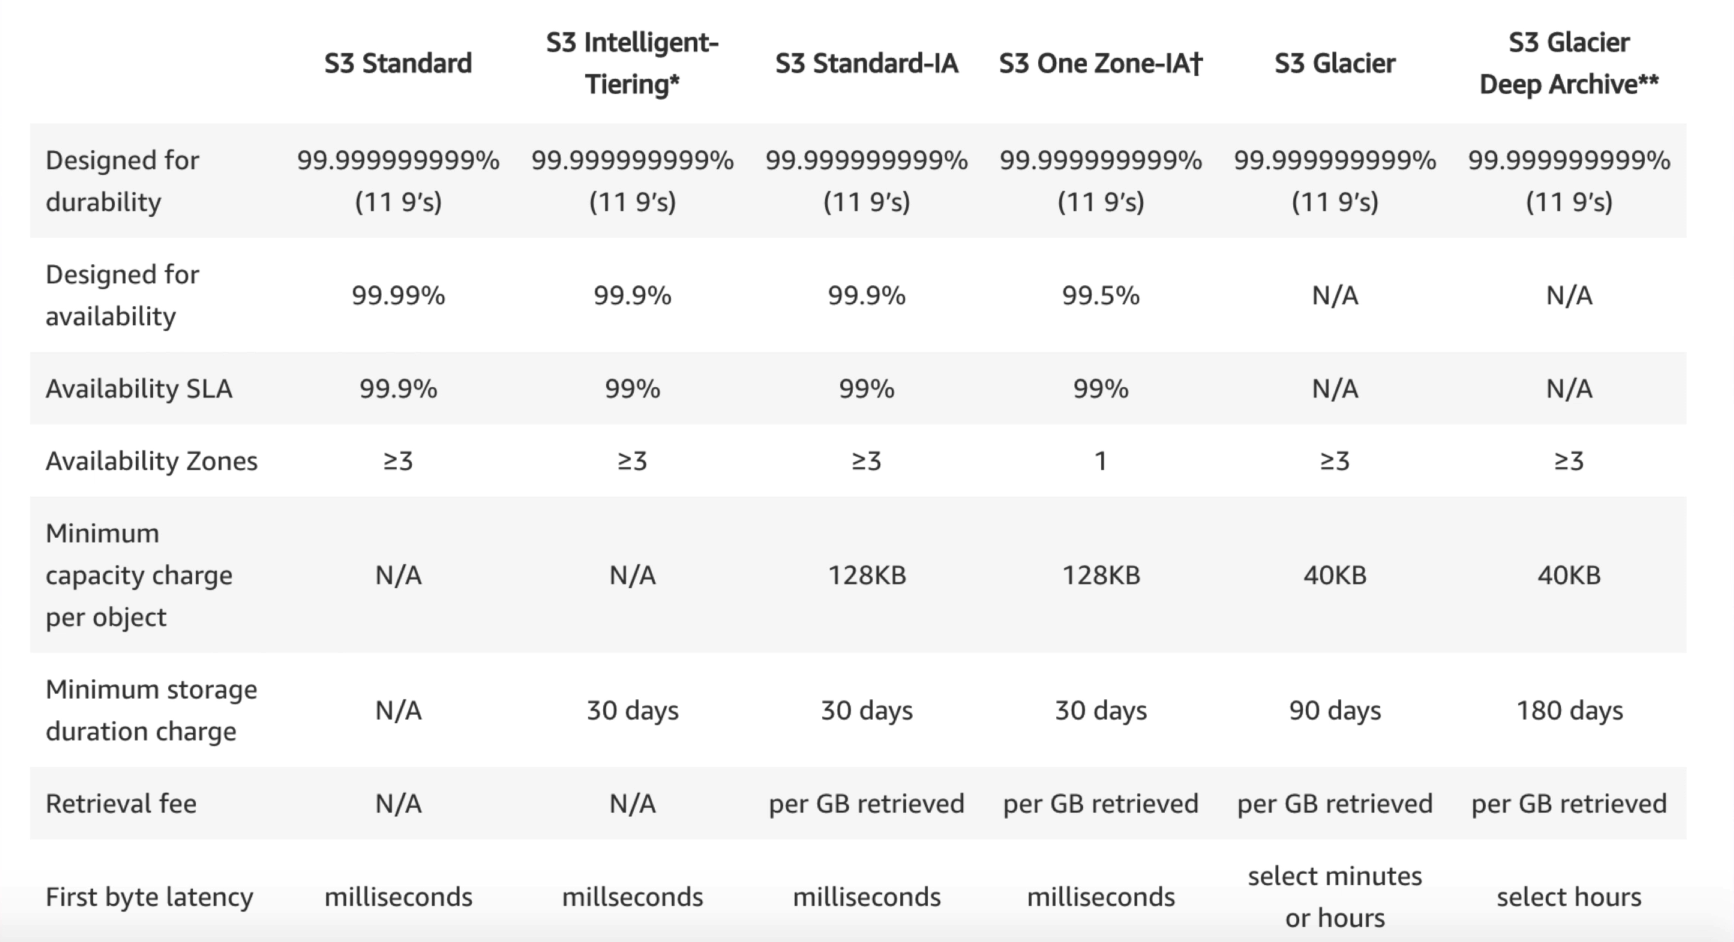 S3 Standard S3 Intelligent-Tiering* S3 Standard-IA S3 One Zone-IA† S3 Glacier S3 Glacier Deep Archive**
Designed for durability 99.999999999% (11 9’s) 99.999999999% (11 9’s) 99.999999999% (11 9’s) 99.999999999% (11 9’s) 99.999999999% (11 9’s) 99.999999999% (11 9’s)
Designed for availability 99.99% 99.9% 99.9% 99.5% N/A N/A
Availability SLA 99.9% 99% 99% 99% N/A N/A
Availability Zones ≥3 ≥3 ≥3 1 ≥3 ≥3
Minimum capacity charge per object N/A N/A 128KB 128KB 40KB 40KB
Minimum storage duration charge N/A 30 days 30 days 30 days 90 days 180 days
Retrieval fee N/A N/A per GB retrieved per GB retrieved per GB retrieved per GB retrieved
First byte latency milliseconds millseconds milliseconds milliseconds select minutes or hours select hours